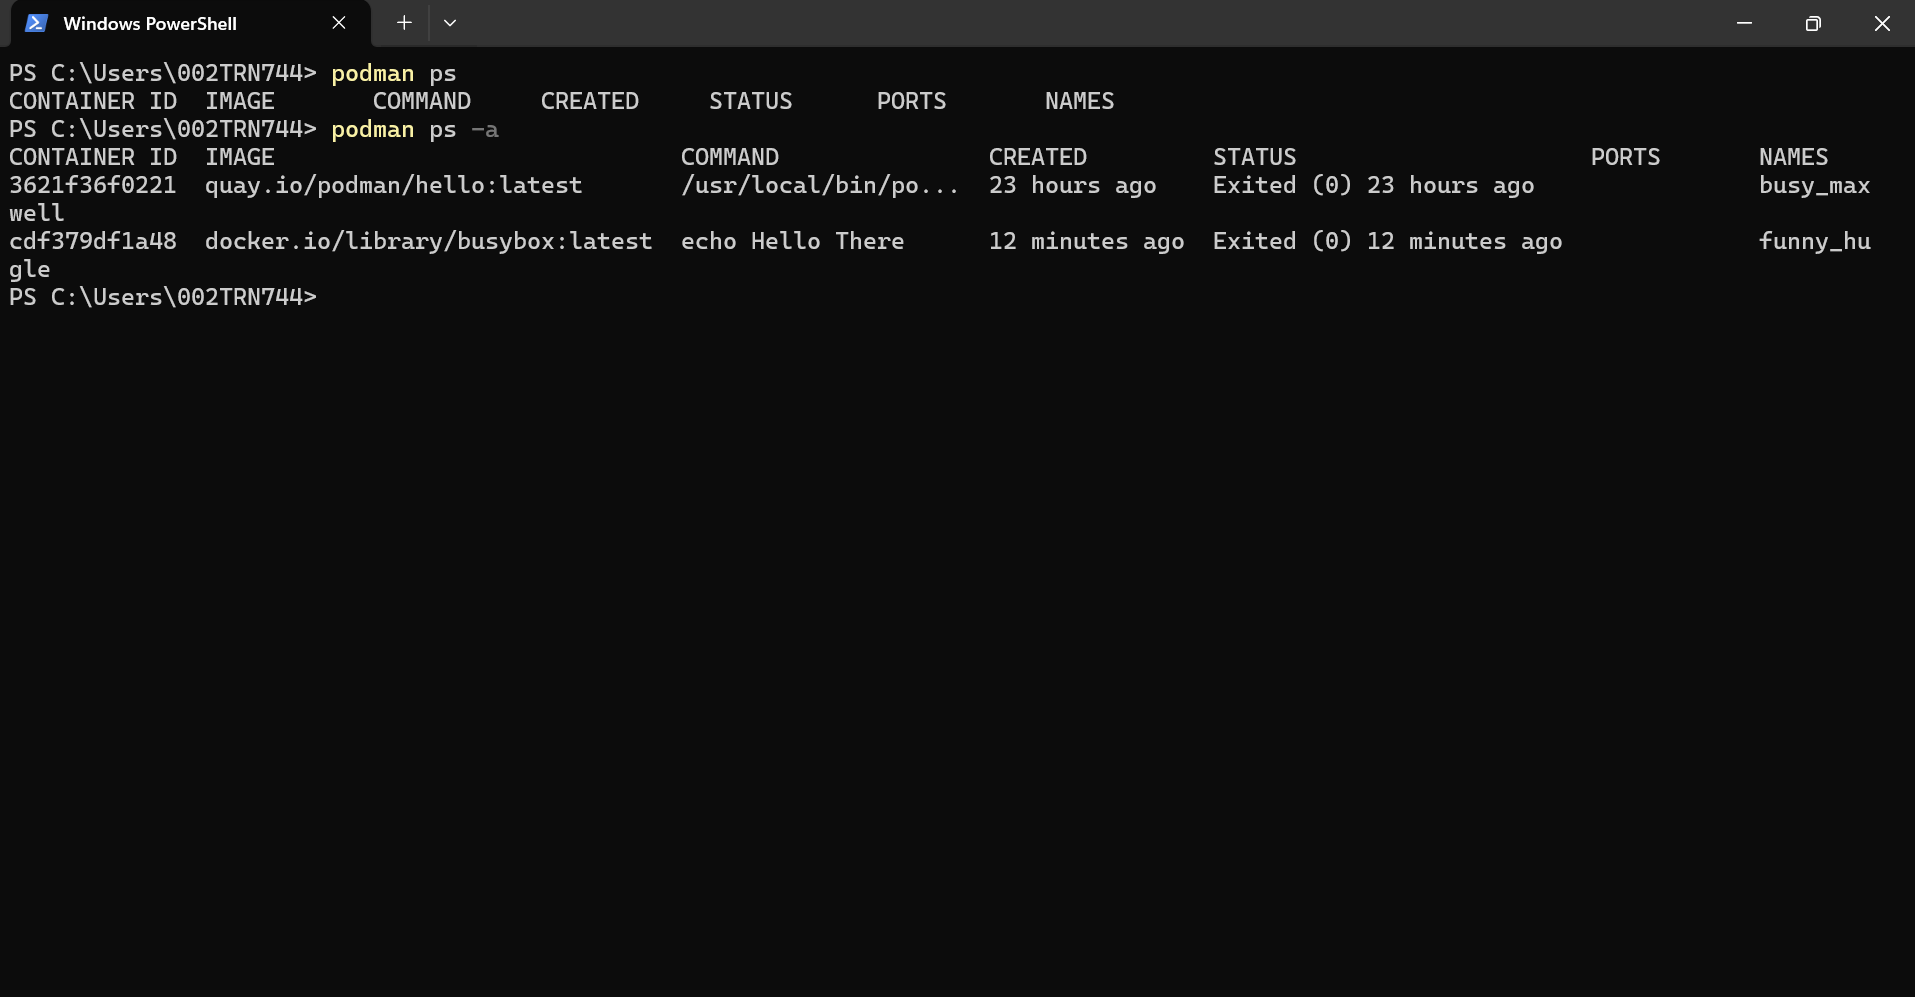 Windows PowerShell
PS C:\Users\002TRN744> podman ps
CONTAINER ID  IMAGE       COMMAND     CREATED     STATUS      PORTS       NAMES
PS C:\Users\002TRN744> podman ps -a
CONTAINER ID  IMAGE                             COMMAND               CREATED         STATUS                     PORTS       NAMES
3621f36f0221  quay.io/podman/hello:latest       /usr/local/bin/po...  23 hours ago    Exited (0) 23 hours ago                busy_max
well
cdf379df1a48  docker.io/library/busybox:latest  echo Hello There      12 minutes ago  Exited (0) 12 minutes ago              funny_hu
gle
PS C:\Users\002TRN744>